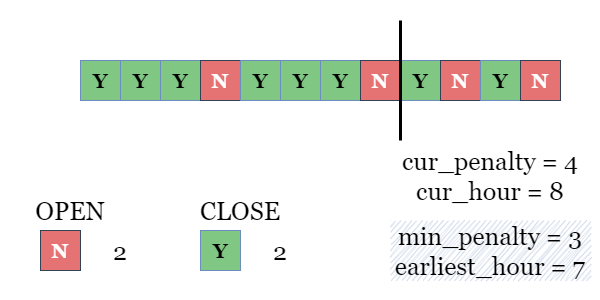 Y Y Y N Y Y Y N Y N Y N
cur_penalty = 4
cur_hour = 8
OPEN CLOSE
N 2 Y 2
min_penalty = 3
earliest_hour = 7